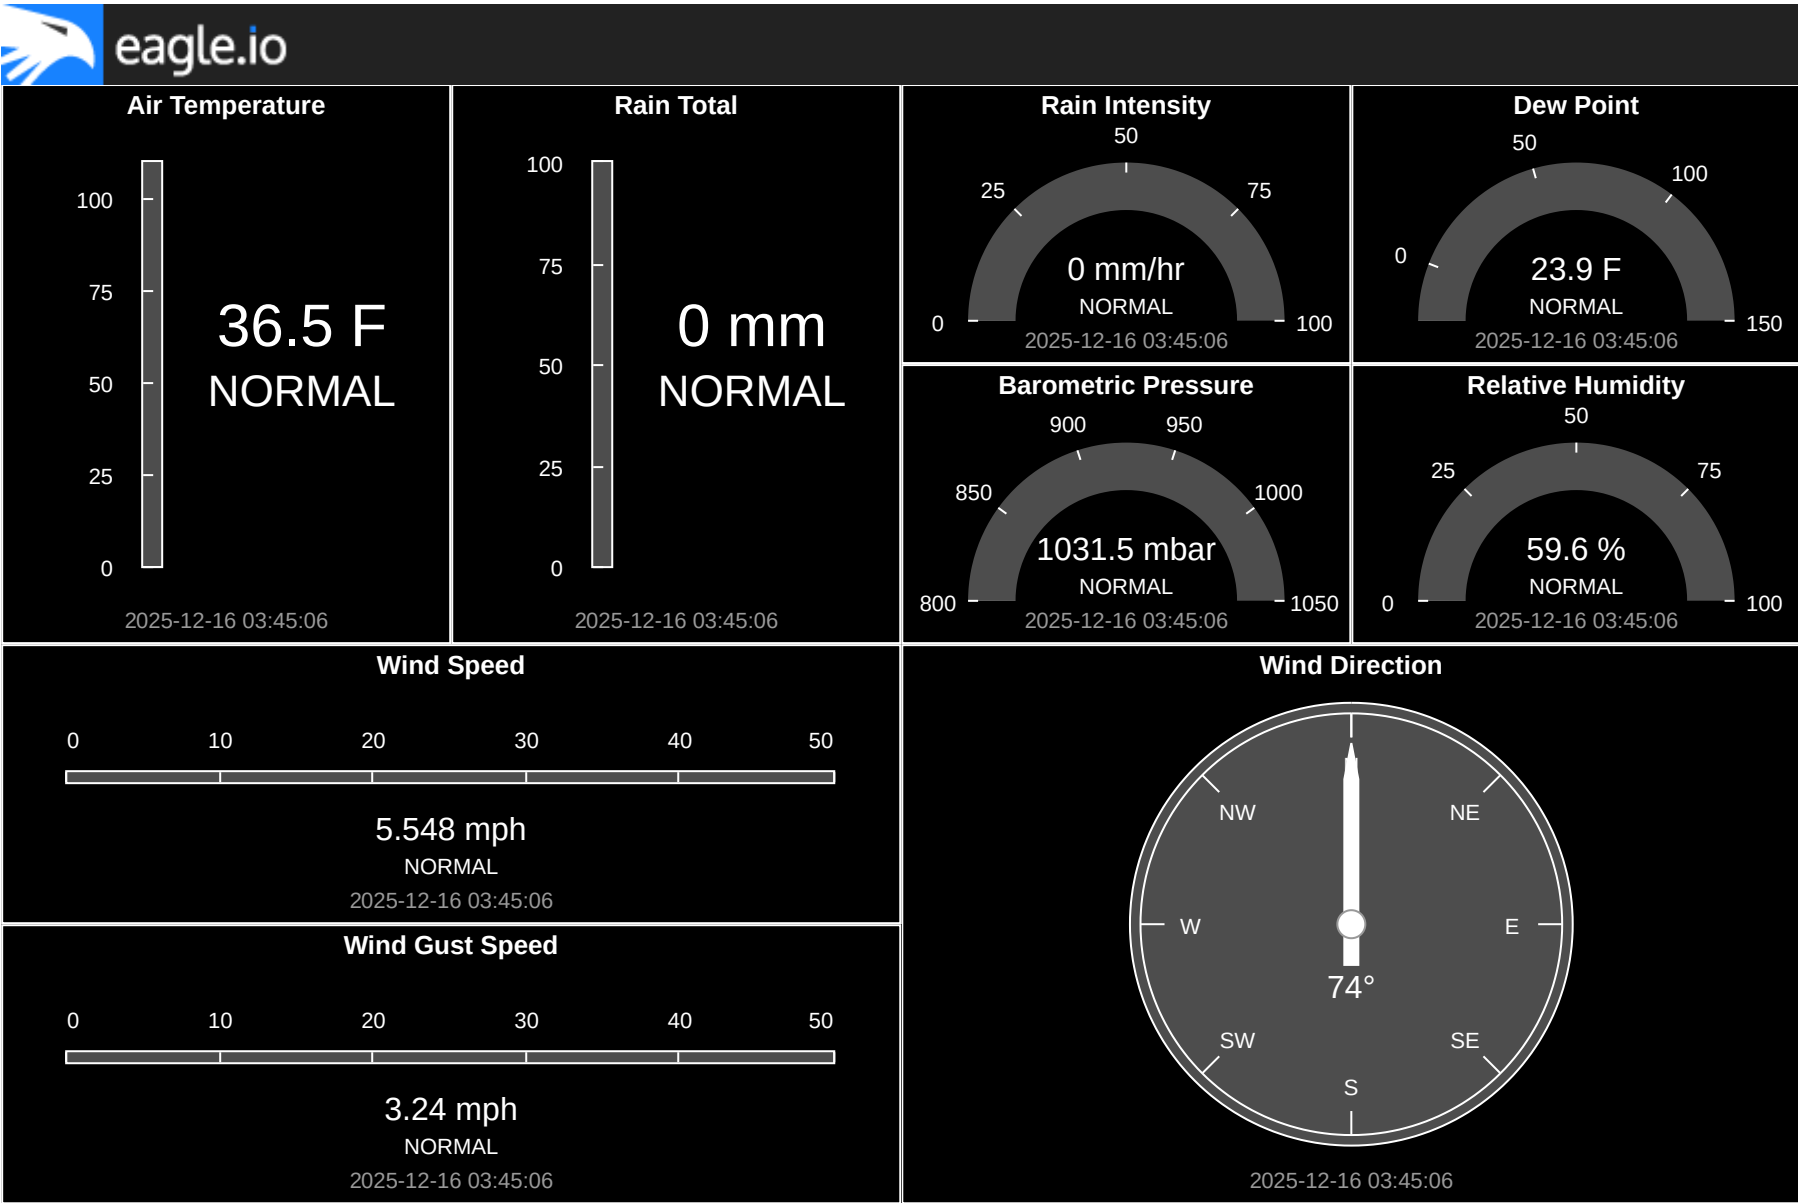 eagle.io
Air Temperature
100
75
50
25
0
36.5 F
NORMAL
2025-12-16 03:45:06
Rain Total
100
75
50
25
0
0 mm
NORMAL
2025-12-16 03:45:06
Rain Intensity
50
25
75
0
100
0 mm/hr
NORMAL
2025-12-16 03:45:06
Dew Point
50
100
0
150
23.9 F
NORMAL
2025-12-16 03:45:06
Barometric Pressure
900
950
850
1000
800
1050
1031.5 mbar
NORMAL
2025-12-16 03:45:06
Relative Humidity
50
25
75
0
100
59.6 %
NORMAL
2025-12-16 03:45:06
Wind Speed
0 10 20 30 40 50
5.548 mph
NORMAL
2025-12-16 03:45:06
Wind Gust Speed
0 10 20 30 40 50
3.24 mph
NORMAL
2025-12-16 03:45:06
Wind Direction
NW NE
W E
74°
SW SE
S
2025-12-16 03:45:06